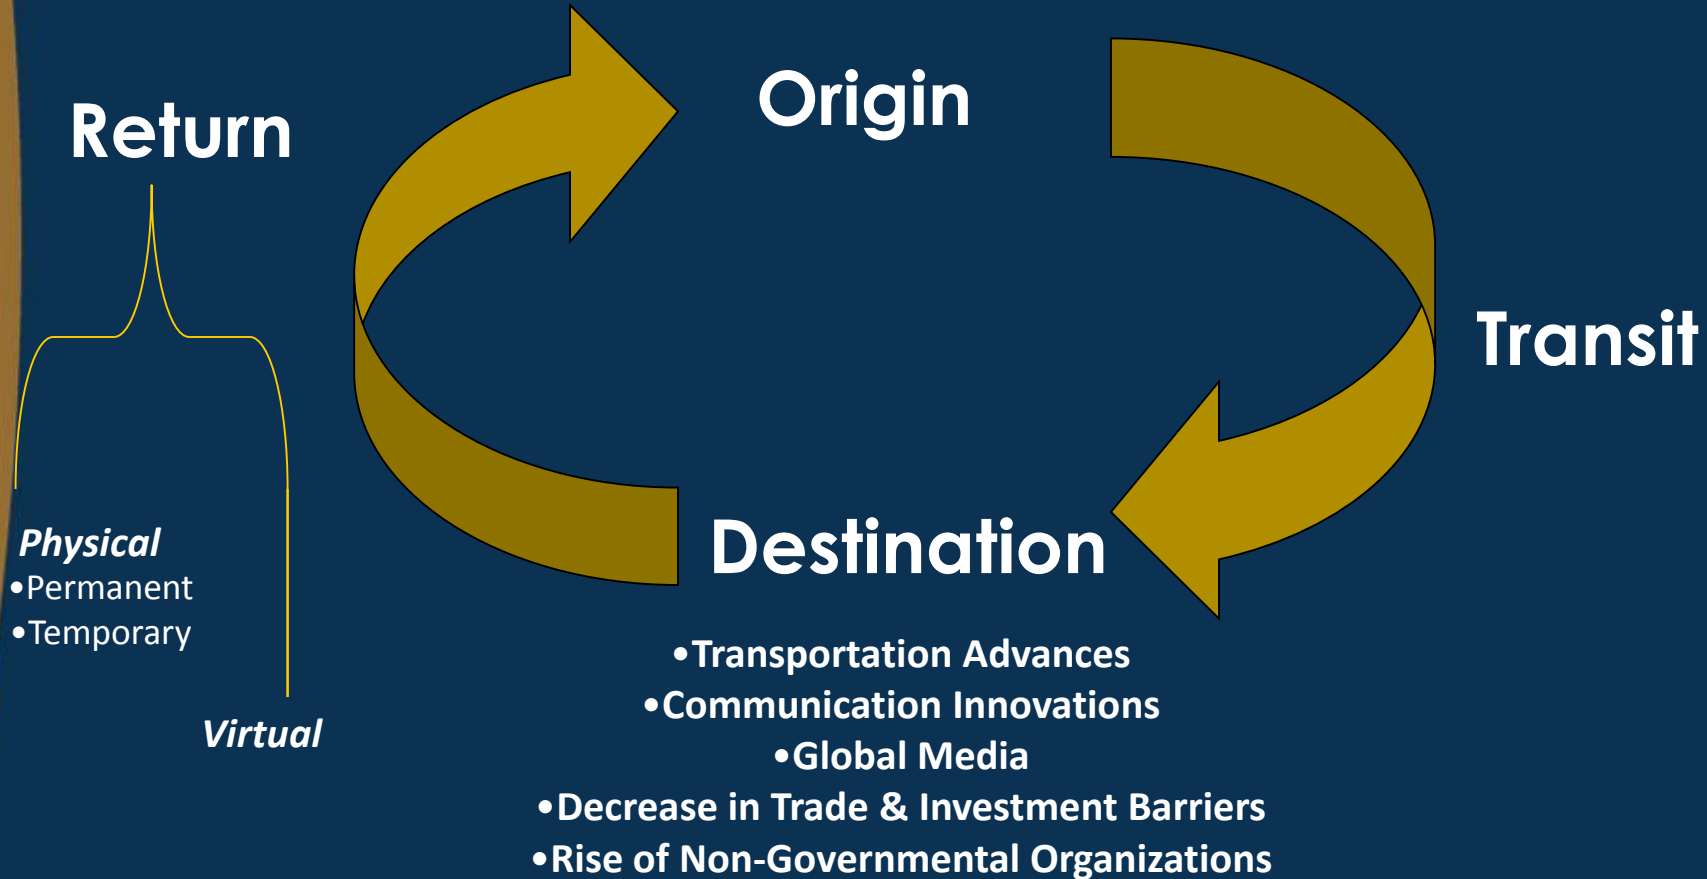 Origin
Return
Transit
Destination
Physical
•Permanent
•Temporary
Virtual
•Transportation Advances
•Communication Innovations
•Global Media
•Decrease in Trade & Investment Barriers
•Rise of Non-Governmental Organizations